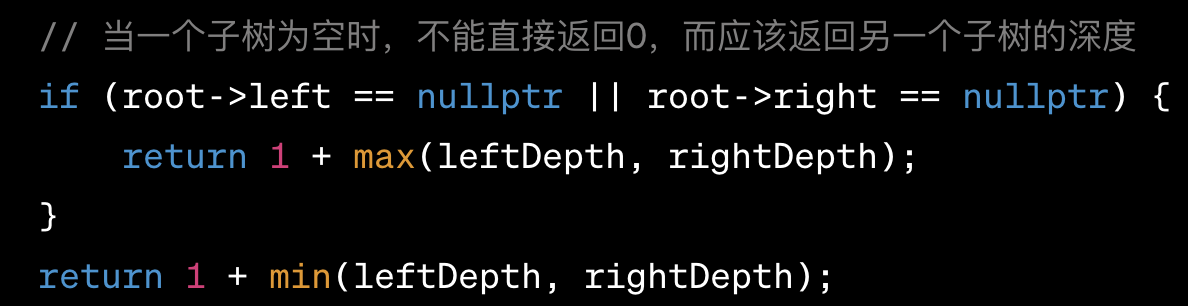 // 当一个子树为空时，不能直接返回0，而应该返回另一个子树的深度
if (root->left == nullptr || root->right == nullptr) {
    return 1 + max(leftDepth, rightDepth);
}
return 1 + min(leftDepth, rightDepth);